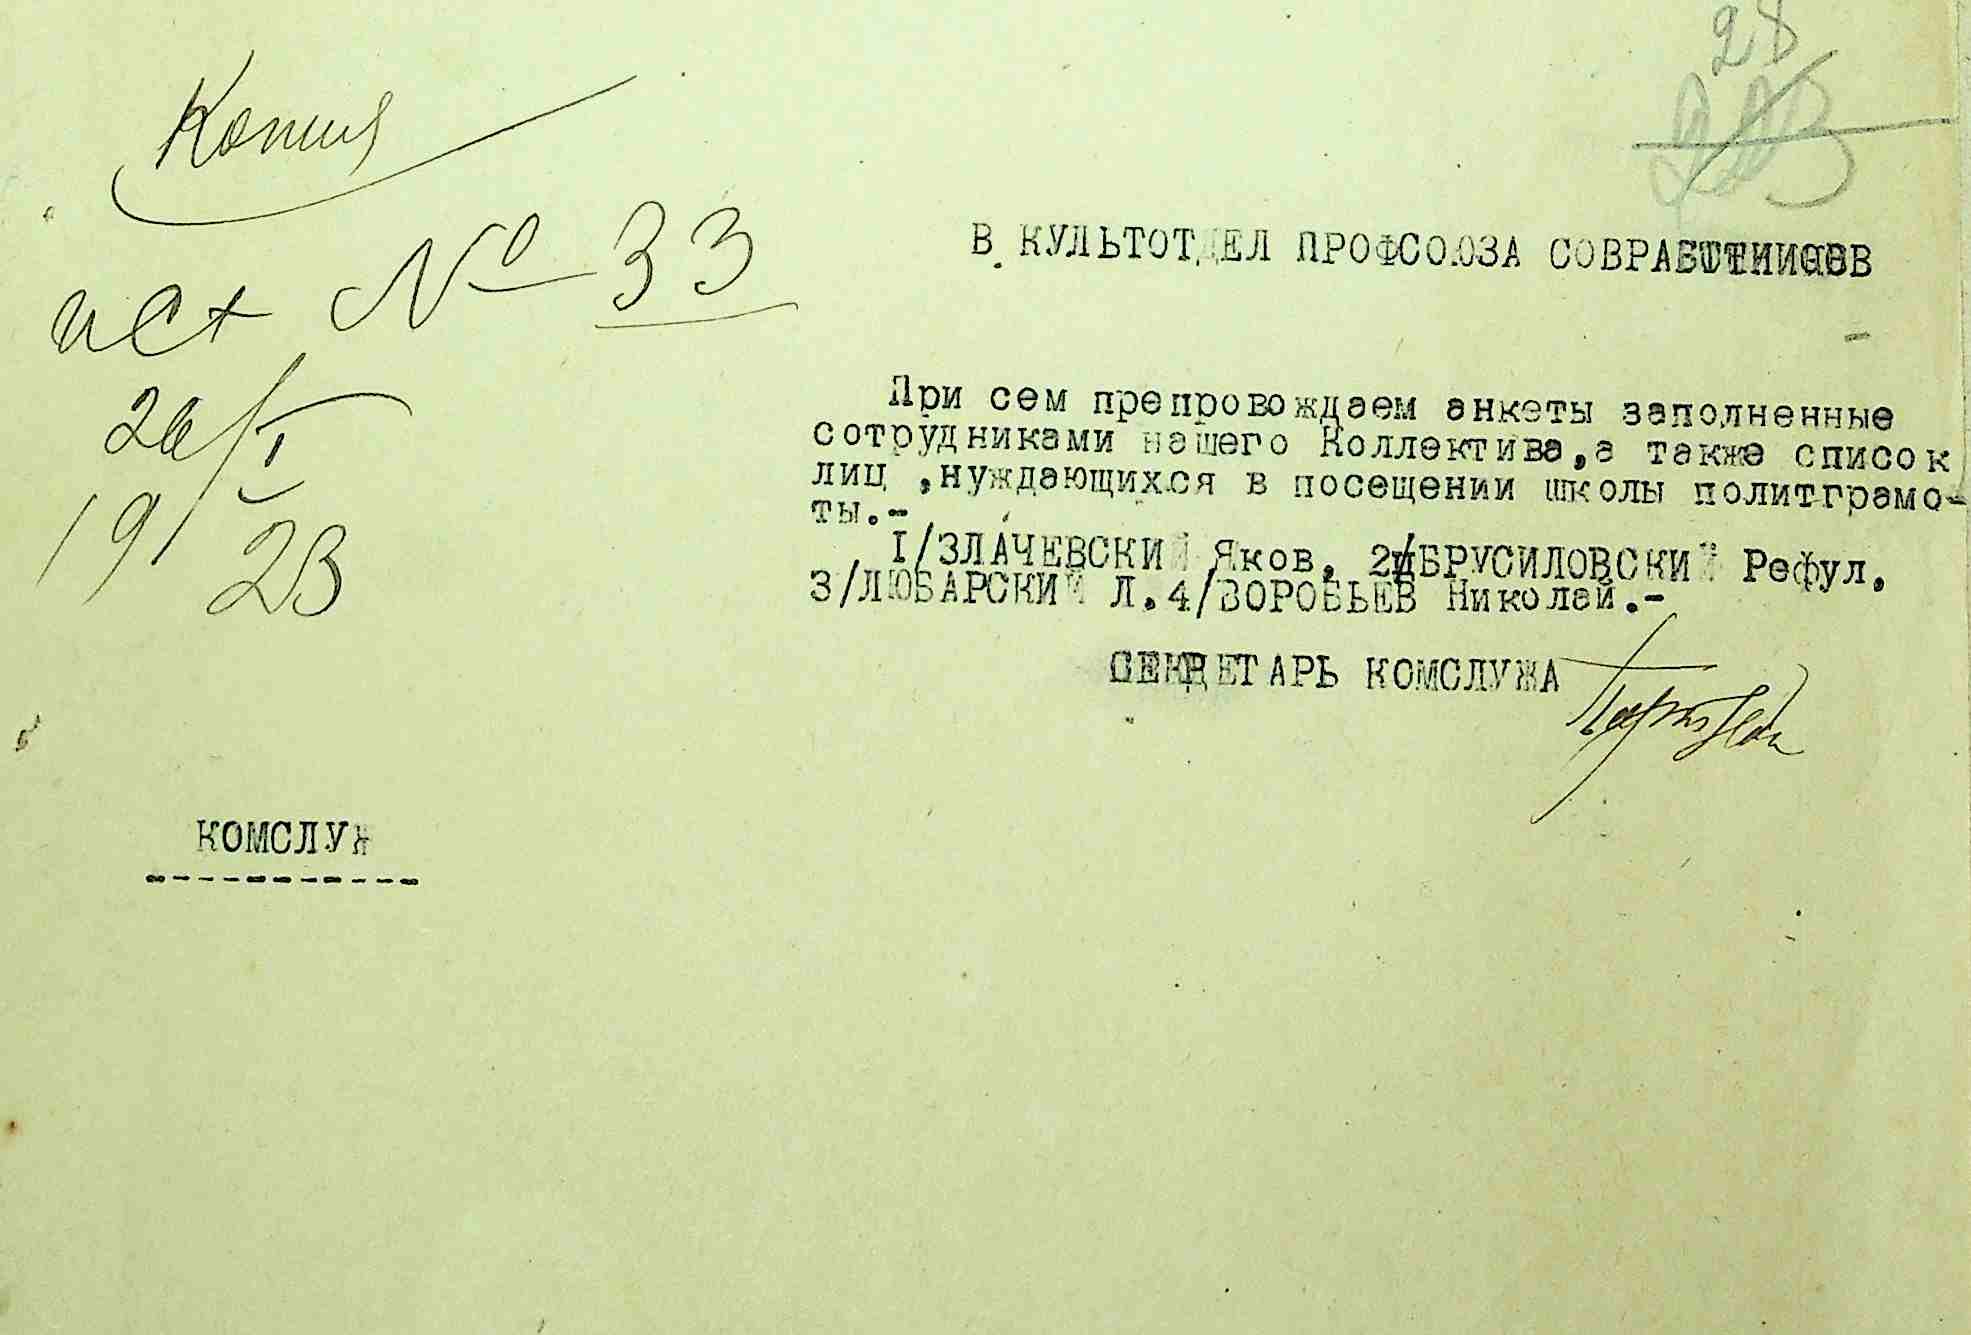 28
Копия
исх № 33
26/I
1923
В КУЛЬТОТДЕЛ ПРОФСОЮЗА СОВРАБОТНИКОВ
При сем препровождаем анкеты заполненные
сотрудниками нашего Коллектива,а также список
лиц ,нуждающихся в посещении школы политграмо-
ты.-
I/ЗЛАЧЕВСКИЙ Яков, 2/БРУСИЛОВСКИЙ Рефул.
3/ЛЮБАРСКИЙ Л.4/ВОРОБЬЕВ Николай.-
СЕКРЕТАРЬ КОМСЛУЖА
КОМСЛУЖ